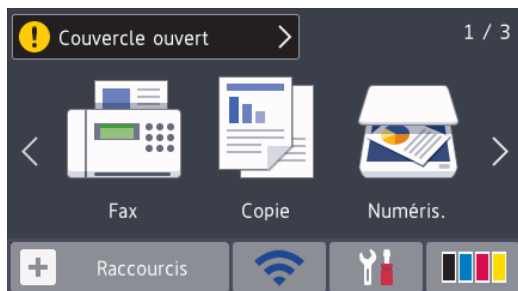 Couvercle ouvert
1 / 3
Fax
Copie
Numéris.
Raccourcis